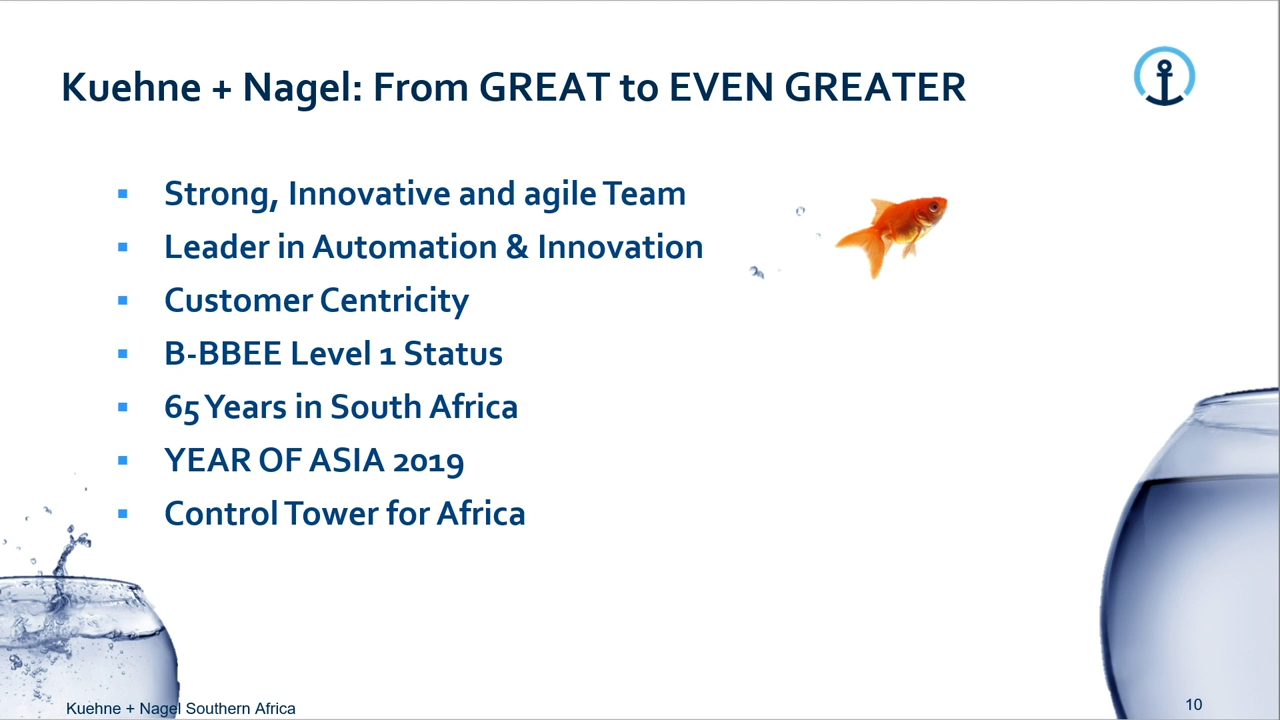 Kuehne + Nagel: From GREAT to EVEN GREATER
Strong, Innovative and agile Team
Leader in Automation & Innovation
Customer Centricity
B-BBEE Level 1 Status
65 Years in South Africa
YEAR OF ASIA 2019
Control Tower for Africa
Kuehne + Nagel Southern Africa
10